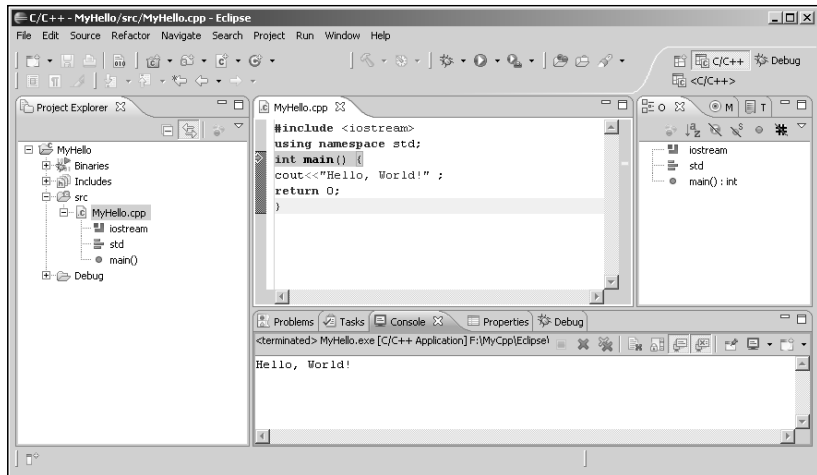 C/C++ - MyHello/src/MyHello.cpp - Eclipse
File Edit Source Refactor Navigate Search Project Run Window Help
C/C++ Debug
<C/C++>
Project Explorer
MyHello
Binaries
Includes
src
MyHello.cpp
iostream
std
main()
Debug
MyHello.cpp
#include <iostream>
using namespace std;
int main() {
cout<<"Hello, World!" ;
return 0;
}
O M T
iostream
std
main() : int
Problems Tasks Console Properties Debug
<terminated> MyHello.exe [C/C++ Application] F:\MyCpp\Eclipse\
Hello, World!